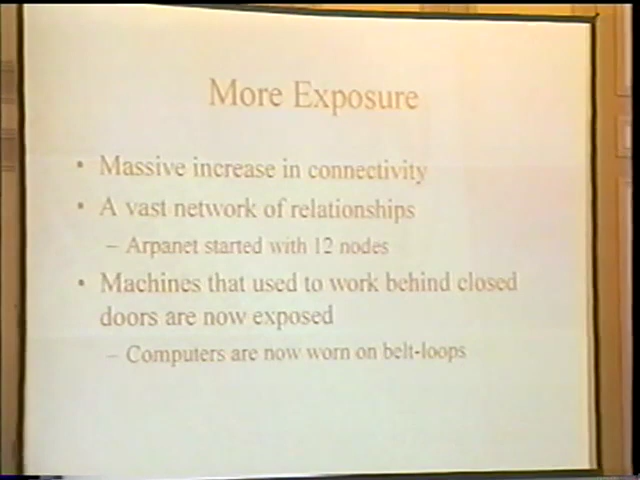 More Exposure
• Massive increase in connectivity
• A vast network of relationships
– Arpanet started with 12 nodes
• Machines that used to work behind closed
doors are now exposed
– Computers are now worn on belt-loops